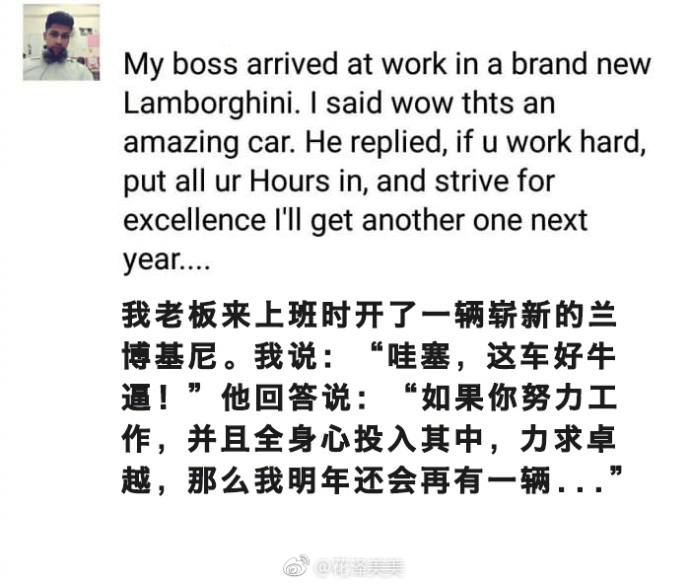 My boss arrived at work in a brand new
Lamborghini. I said wow thts an
amazing car. He replied, if u work hard,
put all ur Hours in, and strive for
excellence I'll get another one next
year....
我老板来上班时开了一辆崭新的兰
博基尼。我说：“哇塞，这车好牛
逼！”他回答说：“如果你努力工
作，并且全身心投入其中，力求卓
越，那么我明年还会再有一辆...”
@花泽芙芙